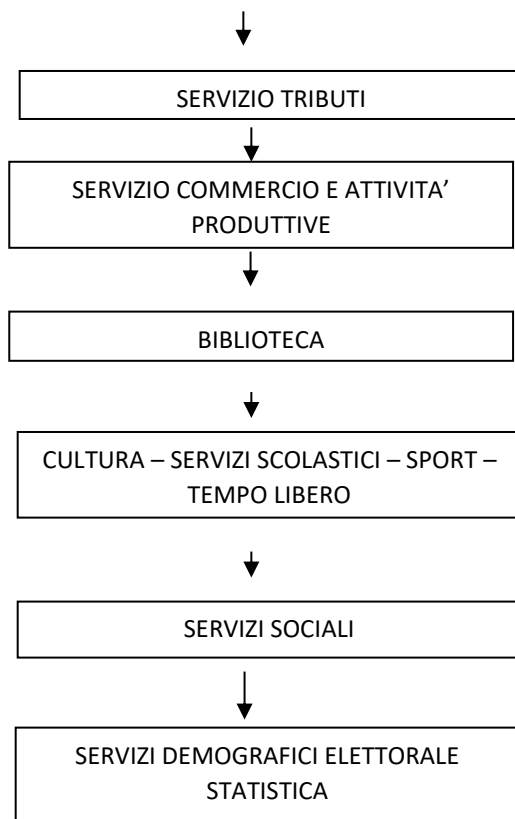 SERVIZIO TRIBUTI
SERVIZIO COMMERCIO E ATTIVITA’
PRODUTTIVE
BIBLIOTECA
CULTURA – SERVIZI SCOLASTICI – SPORT –
TEMPO LIBERO
SERVIZI SOCIALI
SERVIZI DEMOGRAFICI ELETTORALE
STATISTICA